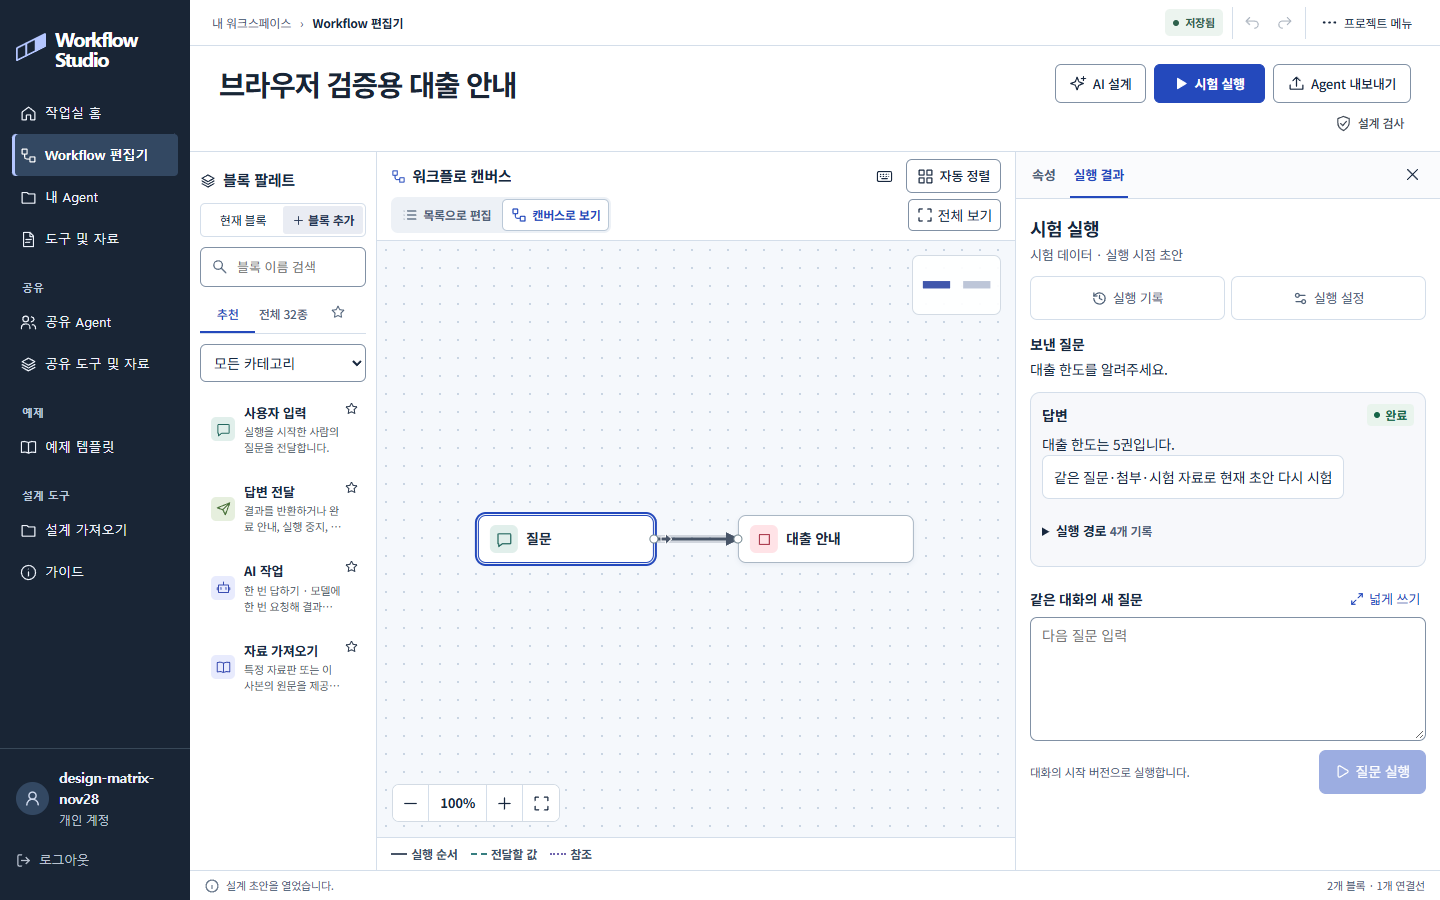 Workflow
Studio
작업실 홈
Workflow 편집기
내 Agent
도구 및 자료
공유
공유 Agent
공유 도구 및 자료
예제
예제 템플릿
설계 도구
설계 가져오기
가이드
design-matrix-
nov28
개인 계정
로그아웃
내 워크스페이스 › Workflow 편집기
저장됨
프로젝트 메뉴
브라우저 검증용 대출 안내
AI 설계
시험 실행
Agent 내보내기
설계 검사
블록 팔레트
현재 블록
블록 추가
블록 이름 검색
추천
전체 32종
모든 카테고리
사용자 입력
실행을 시작한 사람의
질문을 전달합니다.
답변 전달
결과를 반환하거나 완
료 안내, 실행 중지, …
AI 작업
한 번 답하기 · 모델에
한 번 요청해 결과…
자료 가져오기
특정 자료판 또는 이
사본의 원문을 제공…
워크플로 캔버스
자동 정렬
목록으로 편집
캔버스로 보기
전체 보기
질문
대출 안내
100%
실행 순서
전달할 값
참조
속성
실행 결과
시험 실행
시험 데이터 · 실행 시점 초안
실행 기록
실행 설정
보낸 질문
대출 한도를 알려주세요.
답변
완료
대출 한도는 5권입니다.
같은 질문·첨부·시험 자료로 현재 초안 다시 시험
실행 경로 4개 기록
같은 대화의 새 질문
넓게 쓰기
다음 질문 입력
대화의 시작 버전으로 실행합니다.
질문 실행
설계 초안을 열었습니다.
2개 블록 · 1개 연결선